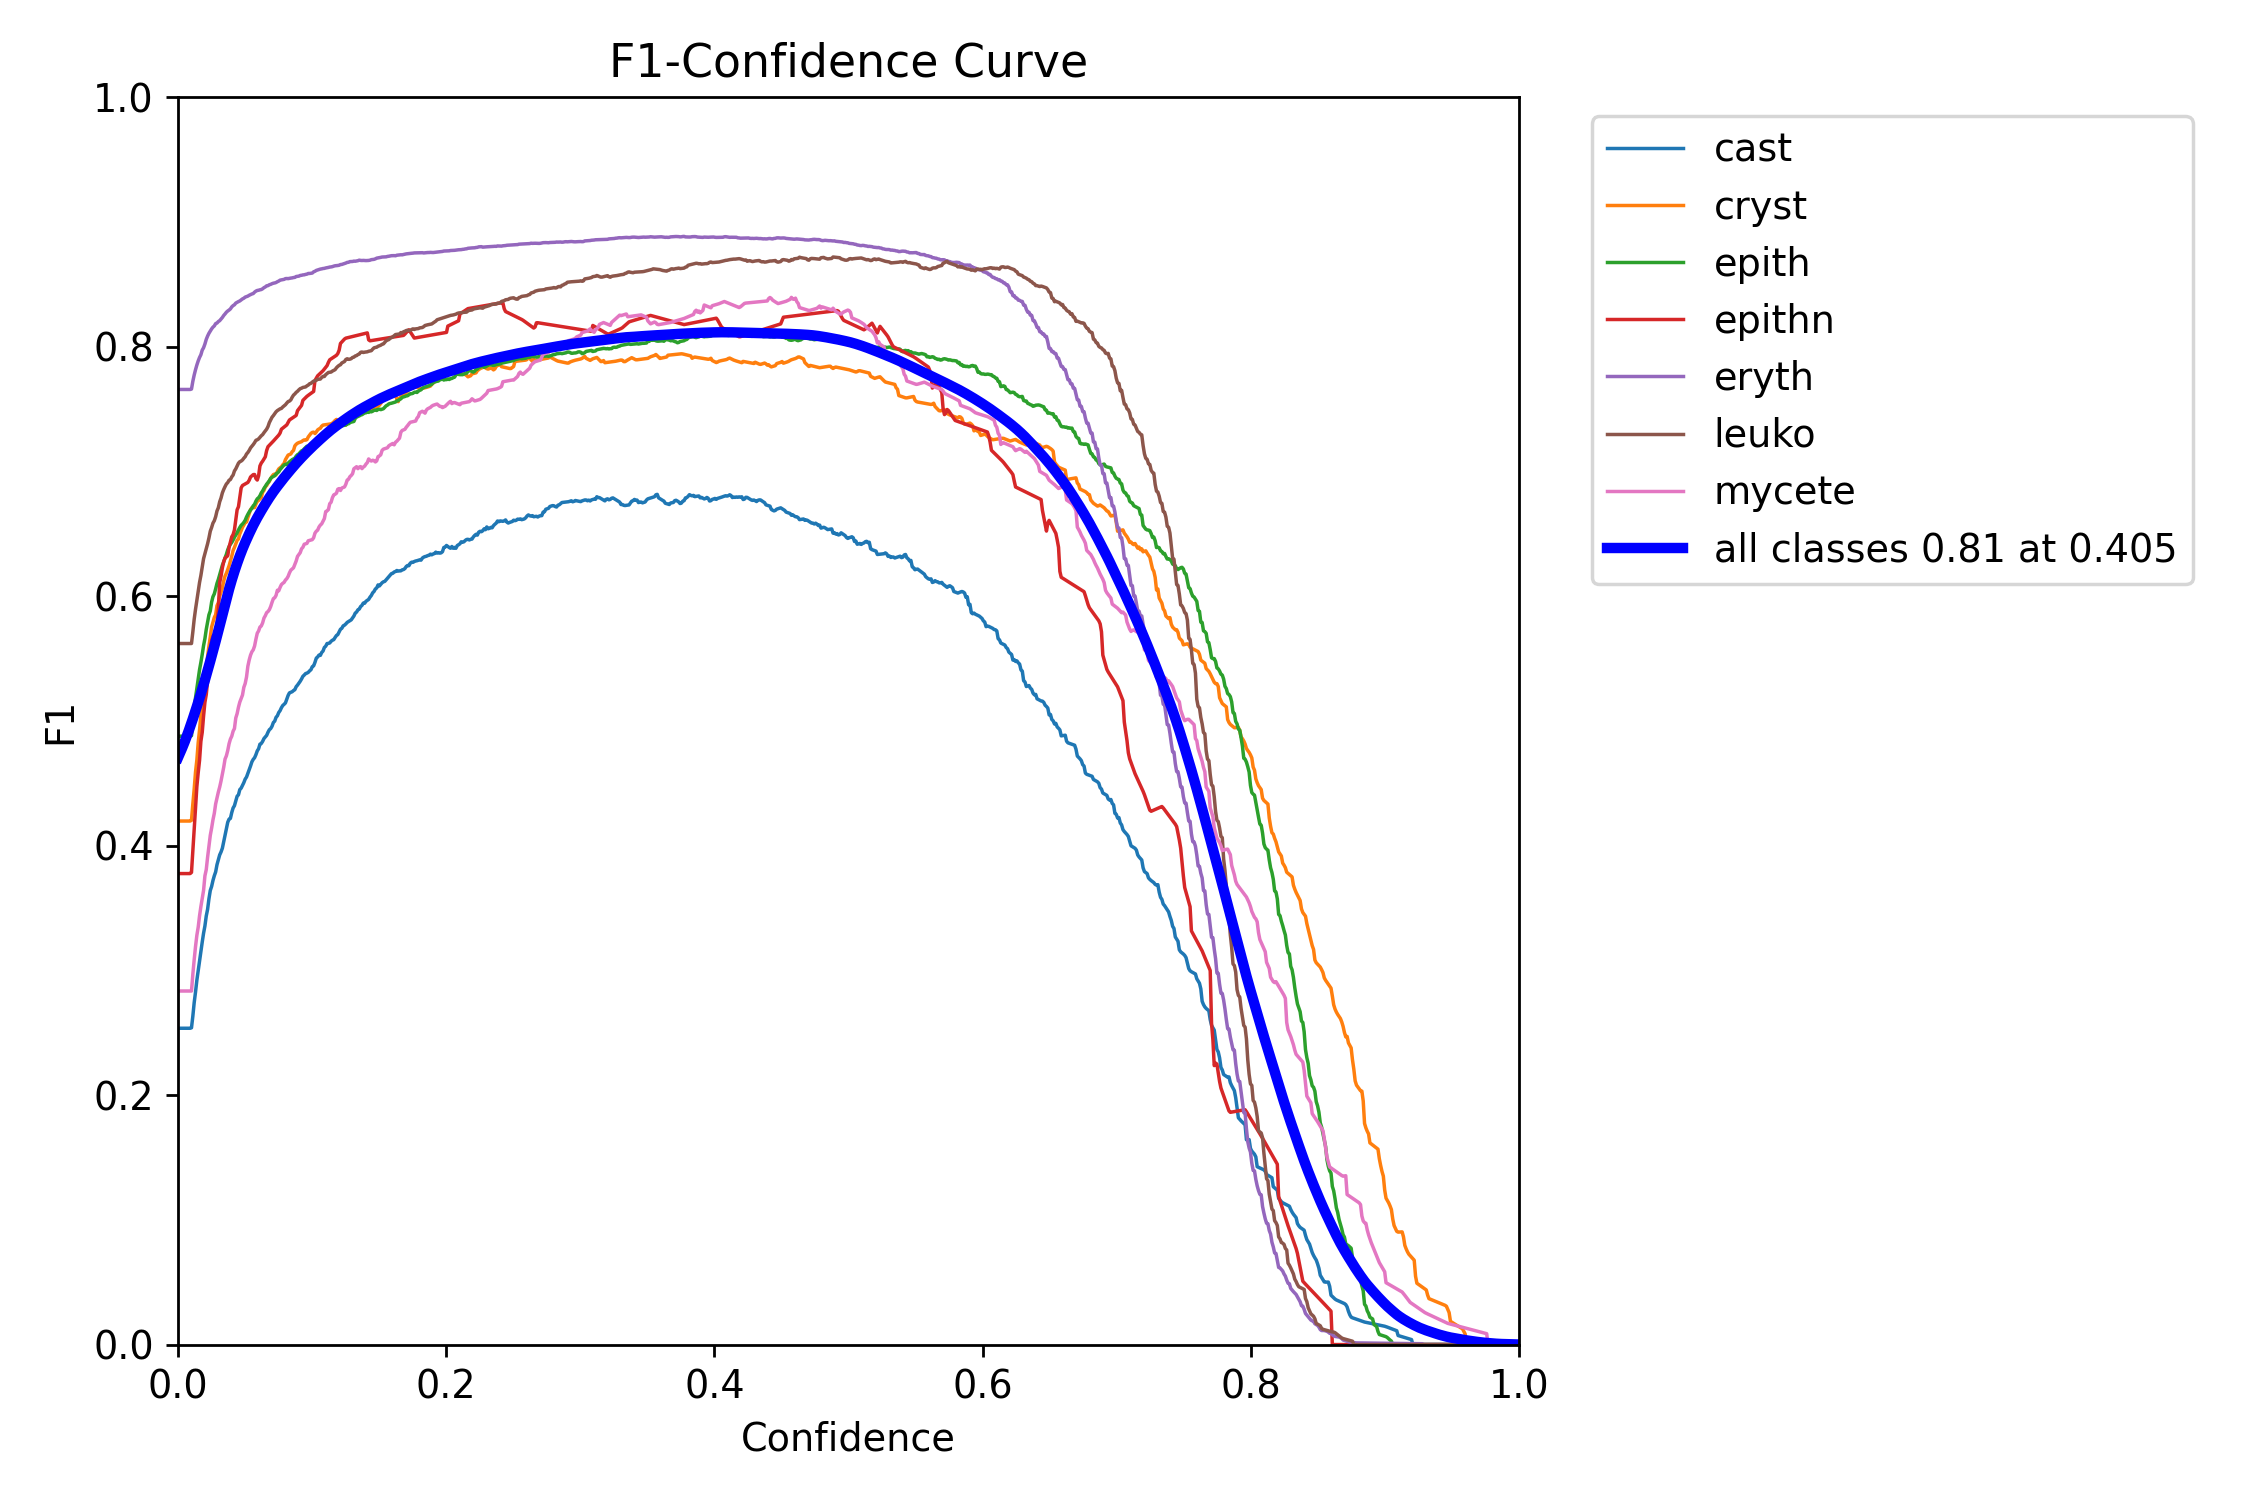 F1-Confidence Curve
1.0
0.8
0.6
0.4
0.2
0.0
F1
0.0 0.2 0.4 0.6 0.8 1.0
Confidence
cast
cryst
epith
epithn
eryth
leuko
mycete
all classes 0.81 at 0.405